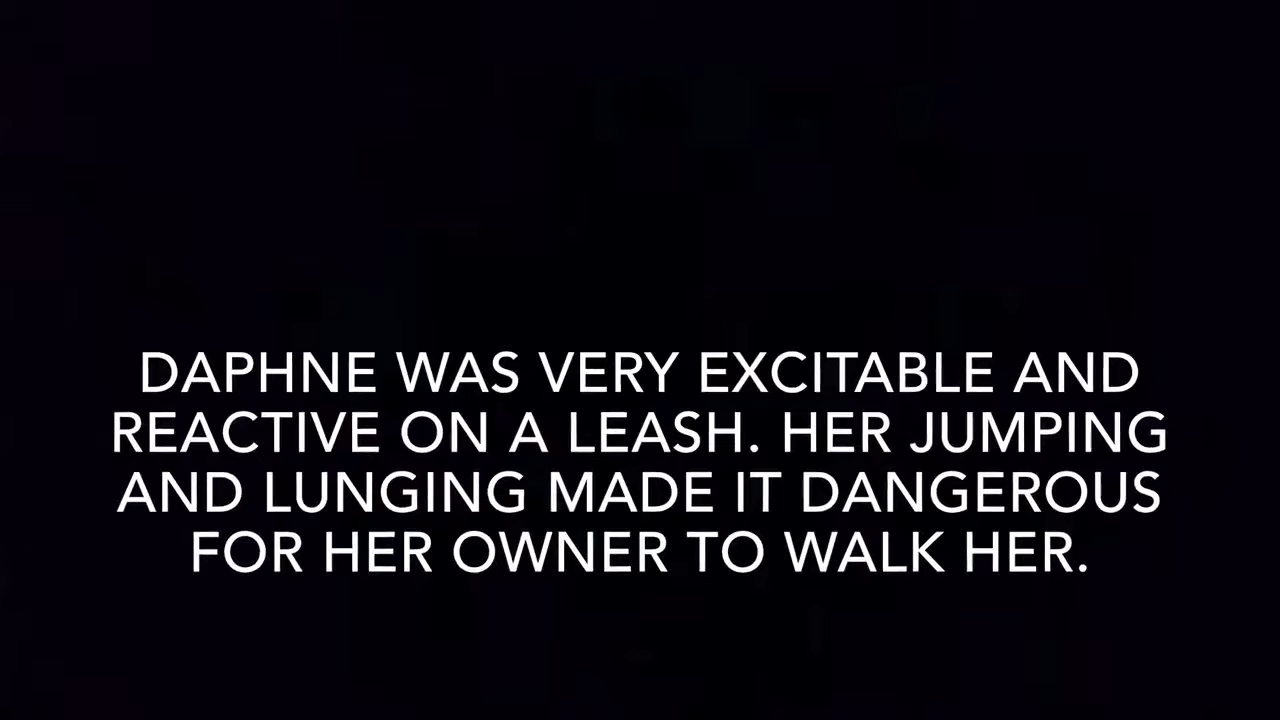 DAPHNE WAS VERY EXCITABLE AND
REACTIVE ON A LEASH. HER JUMPING
AND LUNGING MADE IT DANGEROUS
FOR HER OWNER TO WALK HER.